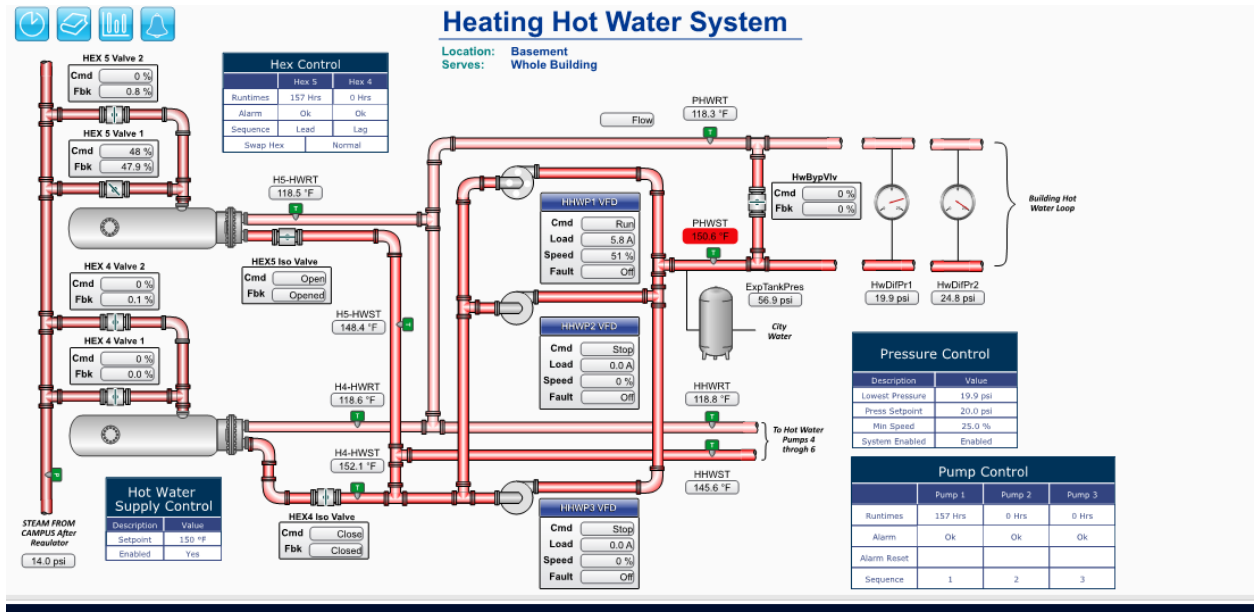 Heating Hot Water System
Location: Basement
Serves: Whole Building
HEX 5 Valve 2
Cmd 0 %
Fbk 0.8 %
HEX 5 Valve 1
Cmd 48 %
Fbk 47.9 %
Hex Control
Hex 5 Hex 4
Runtimes 157 Hrs 0 Hrs
Alarm Ok Ok
Sequence Lead Lag
Swap Hex Normal
H5-HWRT
118.5 °F
HEX5 Iso Valve
Cmd Open
Fbk Opened
HEX 4 Valve 2
Cmd 0 %
Fbk 0.1 %
HEX 4 Valve 1
Cmd 0 %
Fbk 0.0 %
H5-HWST
148.4 °F
H4-HWRT
118.6 °F
H4-HWST
152.1 °F
HEX4 Iso Valve
Cmd Close
Fbk Closed
Hot Water
Supply Control
Description Value
Setpoint 150 °F
Enabled Yes
STEAM FROM
CAMPUS After
Regulator
14.0 psi
Flow
PHWRT
118.3 °F
HHWP1 VFD
Cmd Run
Load 5.8 A
Speed 51 %
Fault Off
HHWP2 VFD
Cmd Stop
Load 0.0 A
Speed 0 %
Fault Off
HHWP3 VFD
Cmd Stop
Load 0.0 A
Speed 0 %
Fault Off
PHWST
150.6 °F
HwBypVlv
Cmd 0 %
Fbk 0 %
ExpTankPres
56.9 psi
City
Water
HwDifPr1
19.9 psi
HwDifPr2
24.8 psi
Building Hot
Water Loop
HHWRT
118.8 °F
HHWST
145.6 °F
To Hot Water
Pumps 4
throgh 6
Pressure Control
Description Value
Lowest Pressure 19.9 psi
Press Setpoint 20.0 psi
Min Speed 25.0 %
System Enabled Enabled
Pump Control
Pump 1 Pump 2 Pump 3
Runtimes 157 Hrs 0 Hrs 0 Hrs
Alarm Ok Ok Ok
Alarm Reset
Sequence 1 2 3
T
T
T
T
T
T
T
T
P